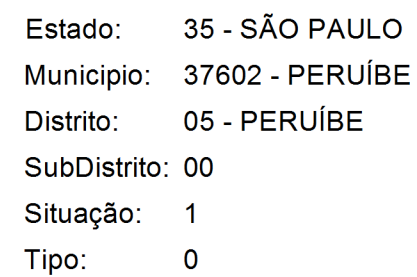 Estado: 35 - SÃO PAULO
Municipio: 37602 - PERUÍBE
Distrito: 05 - PERUÍBE
SubDistrito: 00
Situação: 1
Tipo: 0